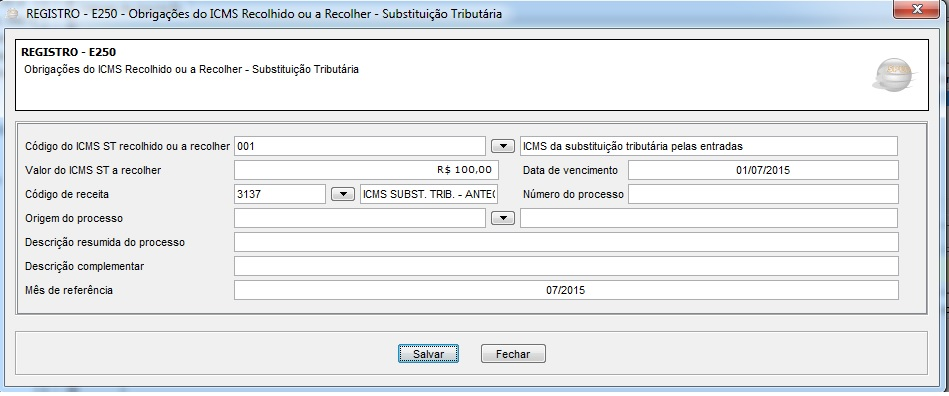 REGISTRO - E250 - Obrigações do ICMS Recolhido ou a Recolher - Substituição Tributária
REGISTRO - E250
Obrigações do ICMS Recolhido ou a Recolher - Substituição Tributária
Código do ICMS ST recolhido ou a recolher 001 ICMS da substituição tributária pelas entradas
Valor do ICMS ST a recolher R$ 100,00 Data de vencimento 01/07/2015
Código de receita 3137 ICMS SUBST. TRIB. - ANTE Número do processo
Origem do processo
Descrição resumida do processo
Descrição complementar
Mês de referência 07/2015
Salvar Fechar